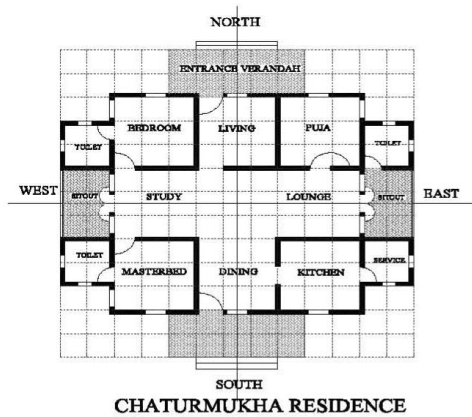 NORTH
ENTRANCE VERANDAH
BEDROOM LIVING PUJA
TOILET TOILET
WEST SITOUT STUDY LOUNGE SITOUT EAST
TOILET SERVICE
MASTERBED DINING KITCHEN
SOUTH
CHATURMUKHA RESIDENCE